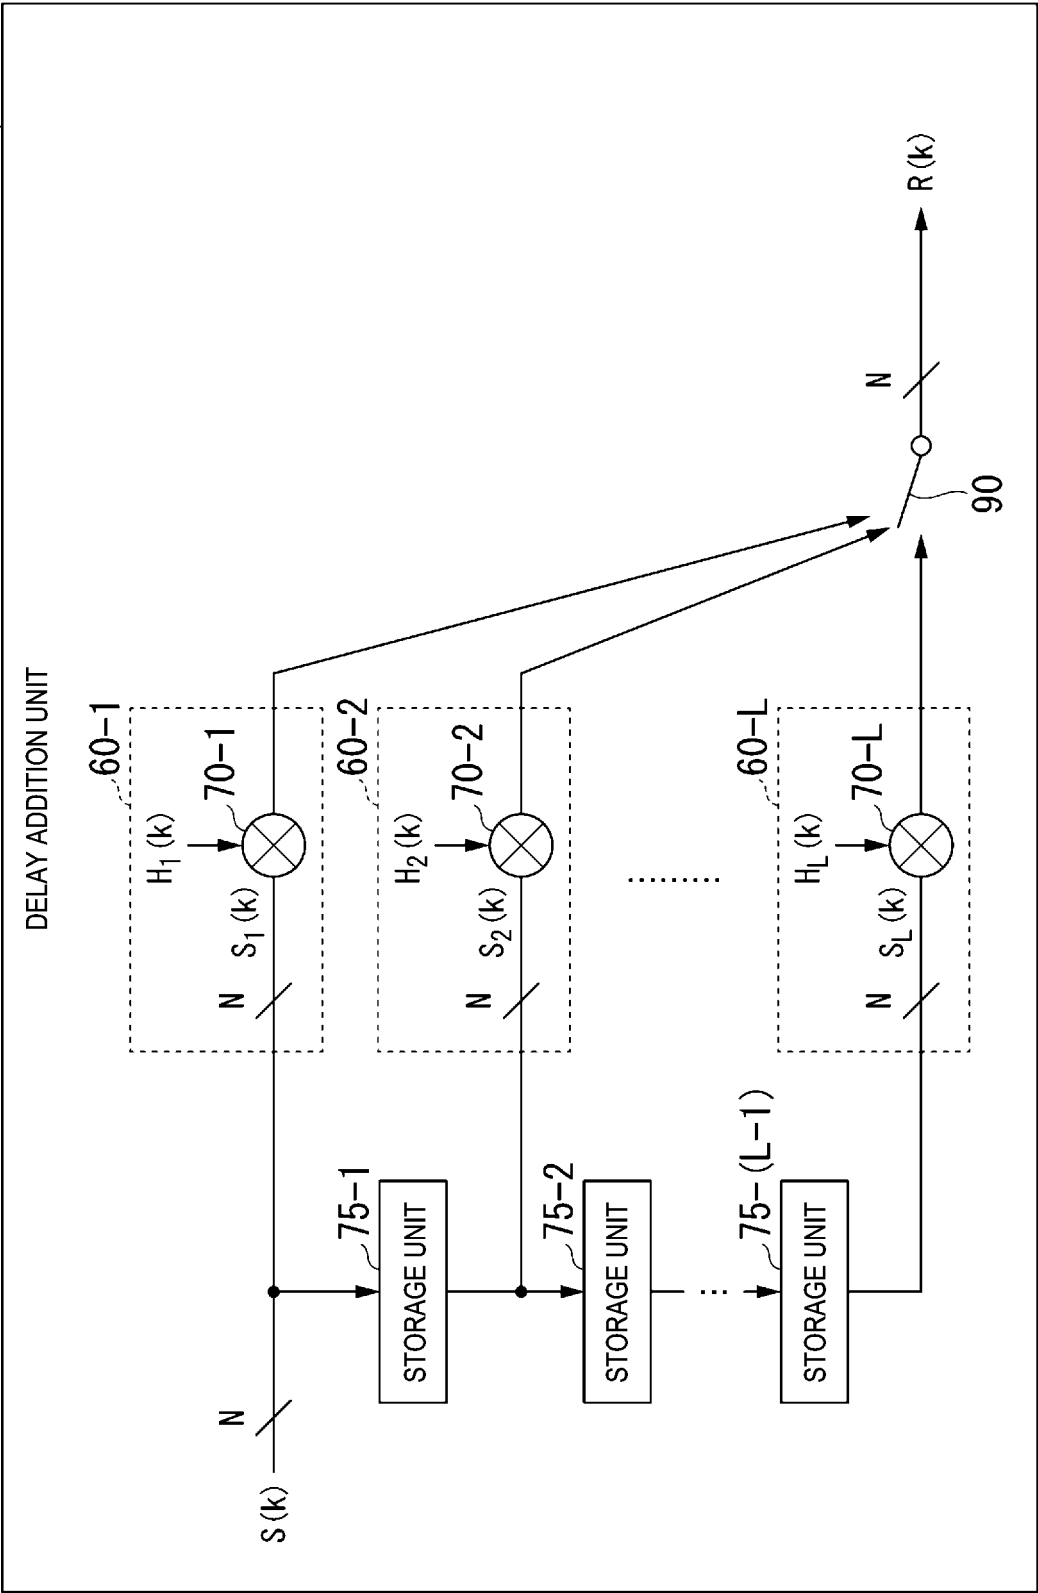 DELAY ADDITION UNIT
60-1
H1(k)
70-1
S(k)
N
N
S1(k)
60-2
H2(k)
70-2
75-1
STORAGE UNIT
N
S2(k)
75-2
STORAGE UNIT
.........
...
60-L
HL(k)
70-L
75-(L-1)
STORAGE UNIT
N
SL(k)
90
N
R(k)